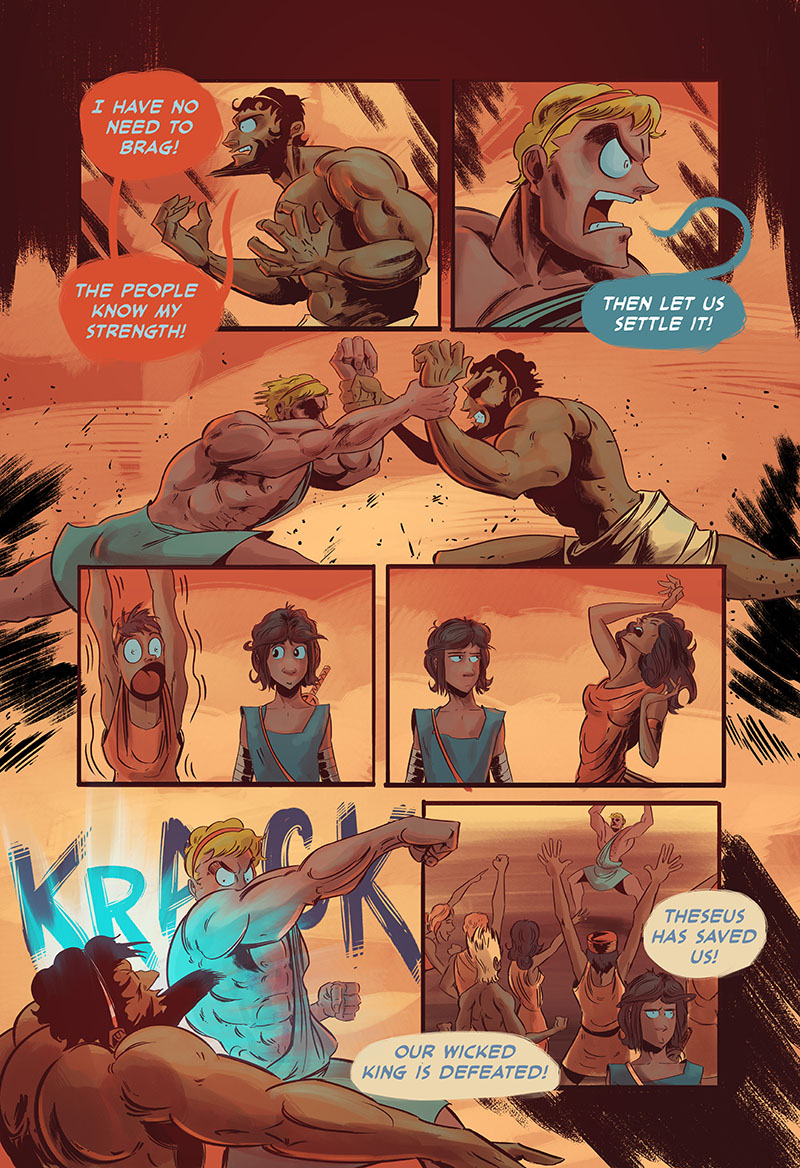 I HAVE NO
NEED TO
BRAG!
THE PEOPLE
KNOW MY
STRENGTH!
THEN LET US
SETTLE IT!
KRACK
THESEUS
HAS SAVED
US!
OUR WICKED
KING IS DEFEATED!